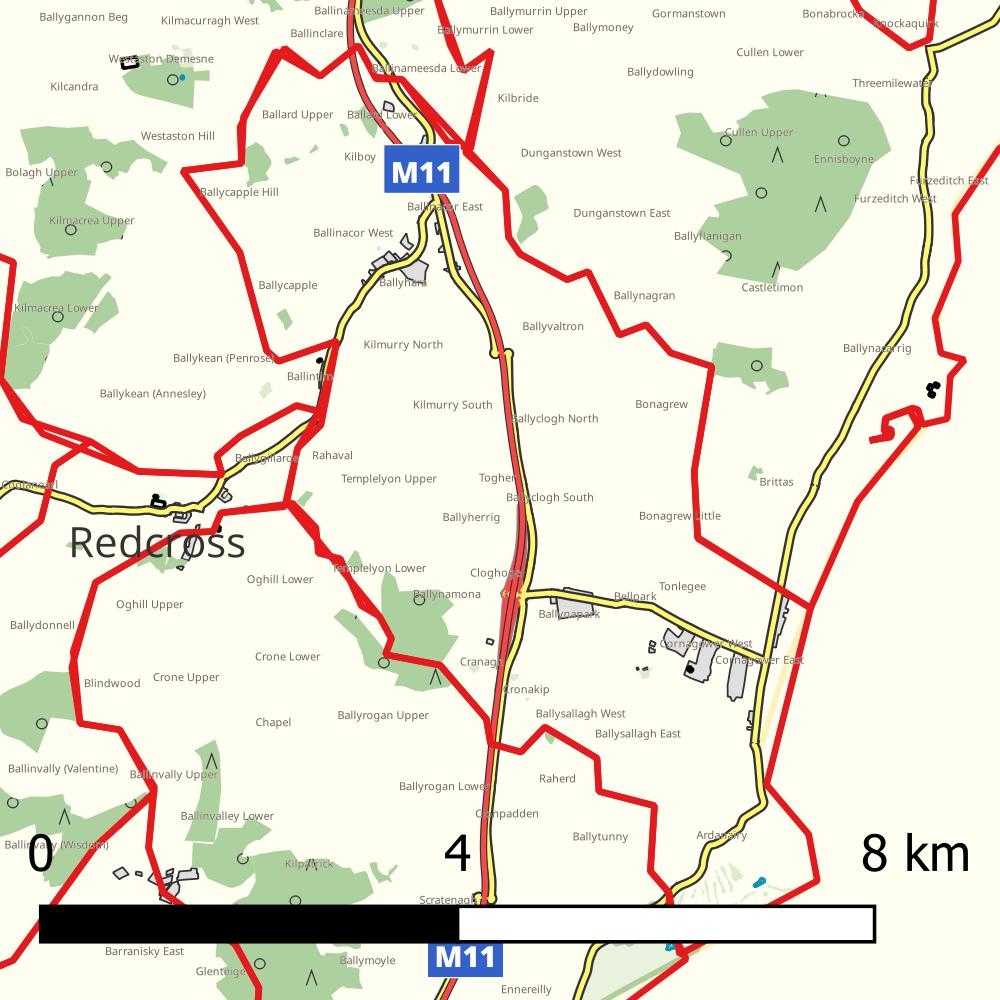 Ballygannon Beg
Kilmacurragh West
Ballinameesda Upper
Ballymurrin Upper
Gormanstown
Bonabrocka
Knockaquirk
Ballinclare
Ballymurrin Lower
Ballymoney
Cullen Lower
Westaston Demesne
Ballinameesda Lower
Ballydowling
Threemilewater
Kilcandra
Kilbride
Ballard Upper
Ballard Lower
Westaston Hill
Cullen Upper
Kilboy
Dunganstown West
Ennisboyne
M11
Bolagh Upper
Furzeditch East
Ballycapple Hill
Furzeditch West
Ballinacor East
Kilmacrea Upper
Dunganstown East
Ballinacor West
Ballyflanigan
Ballycapple
Ballyhara
Castletimon
Ballynagran
Kilmacrea Lower
Ballyvaltron
Kilmurry North
Ballynacarrig
Ballykean (Penrose)
Ballintim
Ballykean (Annesley)
Kilmurry South
Bonagrew
Ballyclogh North
Ballygillaroe
Rahaval
Templelyon Upper
Togher
Brittas
Coolanearl
Ballyclogh South
Ballyherrig
Bonagrew Little
Redcross
Templelyon Lower
Cloghoge
Oghill Lower
Tonlegee
Ballynamona
Bellpark
Oghill Upper
Ballynapark
Ballydonnell
Cornagower West
Crone Lower
Cranagh
Cornagower East
Blindwood
Crone Upper
Cronakip
Chapel
Ballyrogan Upper
Ballysallagh West
Ballysallagh East
Ballinvally (Valentine)
Ballinvally Upper
Raherd
Ballyrogan Lower
Ballinvalley Lower
Conpadden
Ballinvally (Wisdom)
Ballytunny
Ardanairy
0 4 8 km
Kilpatrick
Scratenagh
Barranisky East
M11
Ballymoyle
Glenteige
Ennereilly